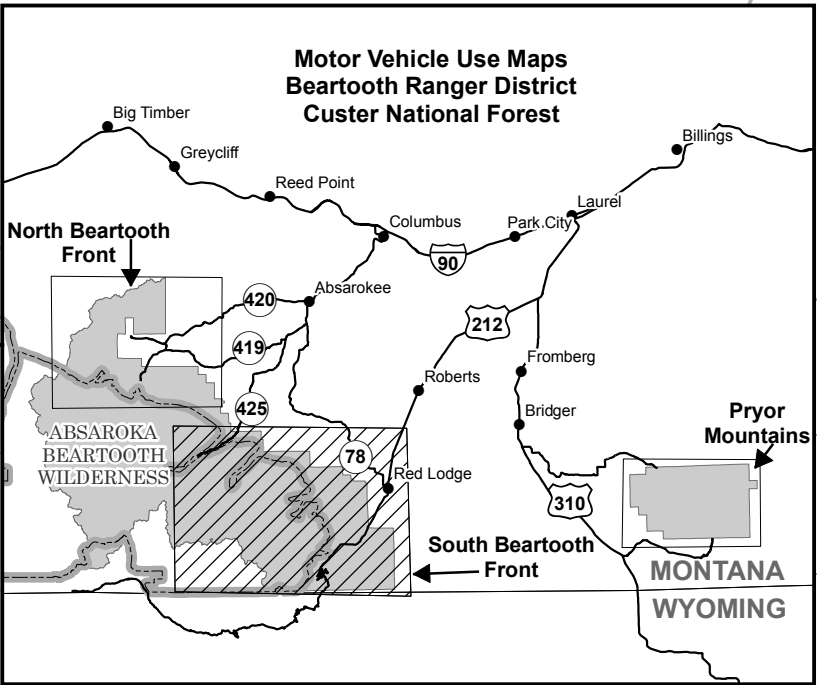 Motor Vehicle Use Maps
Beartooth Ranger District
Custer National Forest
Big Timber
Billings
Greycliff
Reed Point
Laurel
Columbus
Park City
North Beartooth
Front
90
Absarokee
420
212
419
Fromberg
Roberts
425
Bridger
Pryor
Mountains
ABSAROKA
BEARTOOTH
WILDERNESS
78
Red Lodge
310
South Beartooth
Front
MONTANA
WYOMING